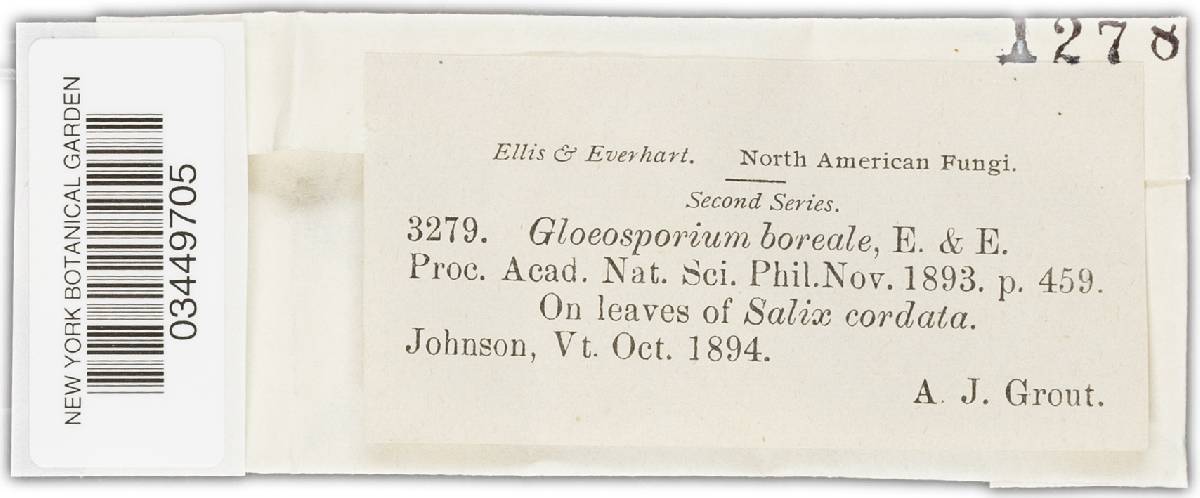 1278
NEW YORK BOTANICAL GARDEN
03449705
Ellis & Everhart. North American Fungi.
Second Series.
3279. Gloeosporium boreale, E. & E.
Proc. Acad. Nat. Sci. Phil.Nov. 1893. p. 459.
On leaves of Salix cordata.
Johnson, Vt. Oct. 1894.
A. J. Grout.